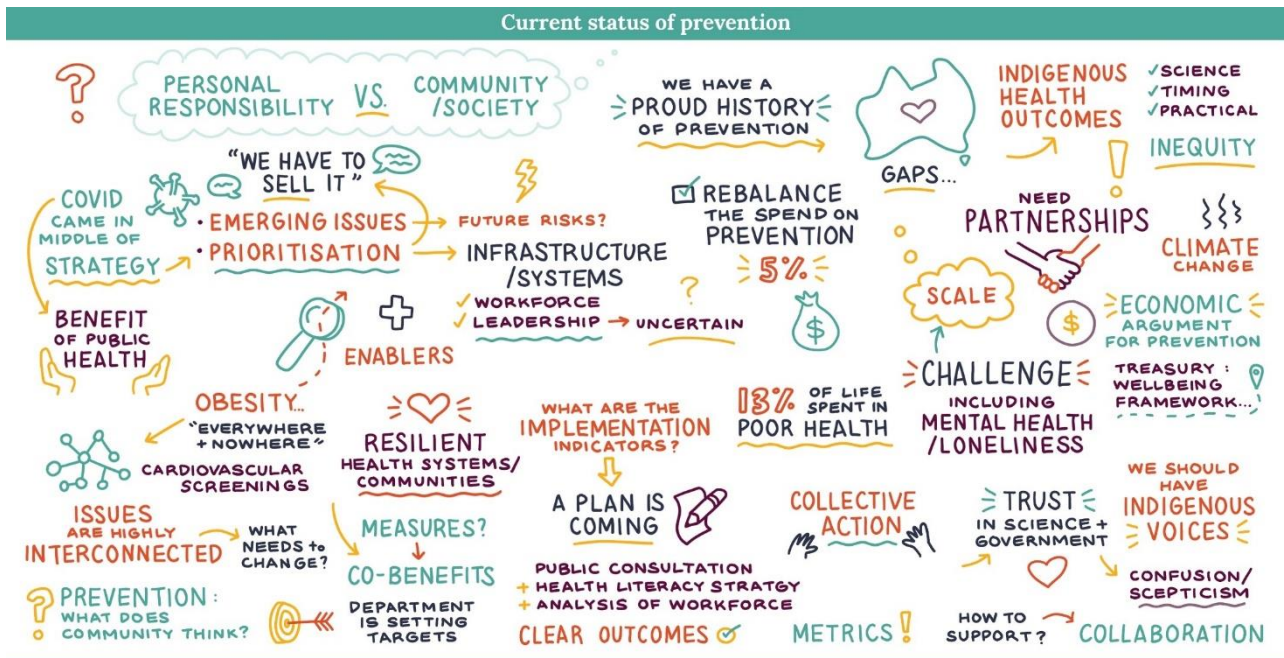 Current status of prevention
?
PERSONAL
RESPONSIBILITY
VS.
COMMUNITY
/SOCIETY
WE HAVE A
PROUD HISTORY
OF PREVENTION
GAPS...
INDIGENOUS
HEALTH
OUTCOMES
✓SCIENCE
✓TIMING
✓PRACTICAL
!
INEQUITY
"WE HAVE TO
SELL IT"
COVID
CAME IN
MIDDLE OF
STRATEGY
• EMERGING ISSUES
• PRIORITISATION
FUTURE RISKS?
INFRASTRUCTURE
/SYSTEMS
✓ WORKFORCE
✓ LEADERSHIP → UNCERTAIN
?
REBALANCE
THE SPEND ON
PREVENTION
5%
$
NEED
PARTNERSHIPS
CLIMATE
CHANGE
SCALE
$
ECONOMIC
ARGUMENT
FOR PREVENTION
TREASURY:
WELLBEING
FRAMEWORK...
BENEFIT
OF PUBLIC
HEALTH
ENABLERS
CHALLENGE
INCLUDING
MENTAL HEALTH
/LONELINESS
OBESITY...
"EVERYWHERE
+ NOWHERE"
CARDIOVASCULAR
SCREENINGS
RESILIENT
HEALTH SYSTEMS/
COMMUNITIES
WHAT ARE THE
IMPLEMENTATION
INDICATORS?
13% OF LIFE
SPENT IN
POOR HEALTH
A PLAN IS
COMING
COLLECTIVE
ACTION
TRUST
IN SCIENCE +
GOVERNMENT
WE SHOULD
HAVE
INDIGENOUS
VOICES
ISSUES
ARE HIGHLY
INTERCONNECTED
WHAT
NEEDS to
CHANGE?
MEASURES?
CO-BENEFITS
PUBLIC CONSULTATION
+ HEALTH LITERACY STRATGY
+ ANALYSIS OF WORKFORCE
CLEAR OUTCOMES
CONFUSION/
SCEPTICISM
? PREVENTION:
WHAT DOES
COMMUNITY THINK?
DEPARTMENT
IS SETTING
TARGETS
METRICS!
HOW TO
SUPPORT?
COLLABORATION